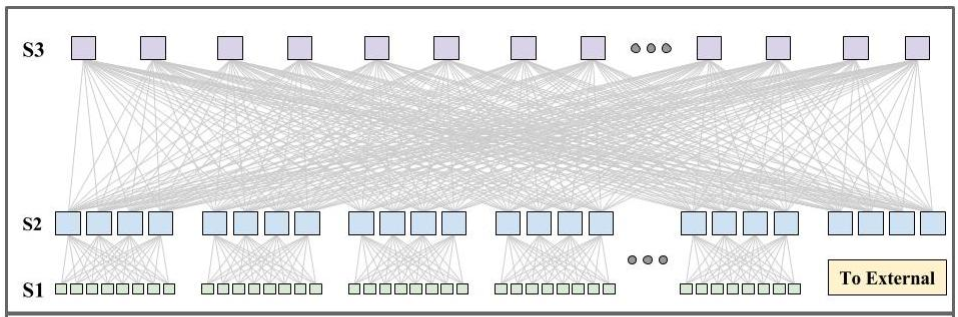 S3
S2
S1
To External